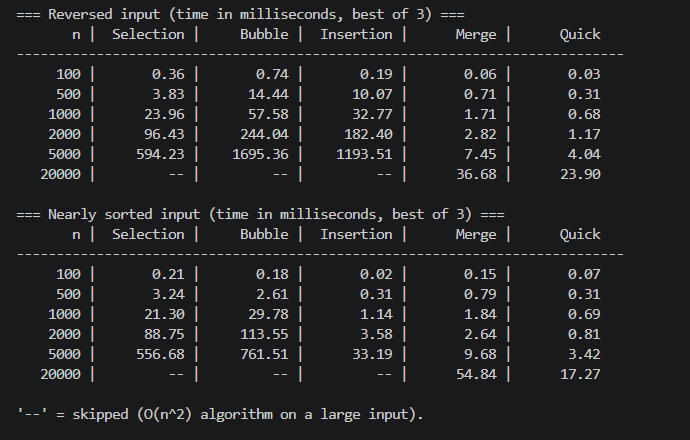 === Reversed input (time in milliseconds, best of 3) ===
n | Selection | Bubble | Insertion | Merge | Quick
--------------------------------------------------------------------------
100 | 0.36 | 0.74 | 0.19 | 0.06 | 0.03
500 | 3.83 | 14.44 | 10.07 | 0.71 | 0.31
1000 | 23.96 | 57.58 | 32.77 | 1.71 | 0.68
2000 | 96.43 | 244.04 | 182.40 | 2.82 | 1.17
5000 | 594.23 | 1695.36 | 1193.51 | 7.45 | 4.04
20000 | -- | -- | -- | 36.68 | 23.90
=== Nearly sorted input (time in milliseconds, best of 3) ===
n | Selection | Bubble | Insertion | Merge | Quick
--------------------------------------------------------------------------
100 | 0.21 | 0.18 | 0.02 | 0.15 | 0.07
500 | 3.24 | 2.61 | 0.31 | 0.79 | 0.31
1000 | 21.30 | 29.78 | 1.14 | 1.84 | 0.69
2000 | 88.75 | 113.55 | 3.58 | 2.64 | 0.81
5000 | 556.68 | 761.51 | 33.19 | 9.68 | 3.42
20000 | -- | -- | -- | 54.84 | 17.27
'--' = skipped (O(n^2) algorithm on a large input).